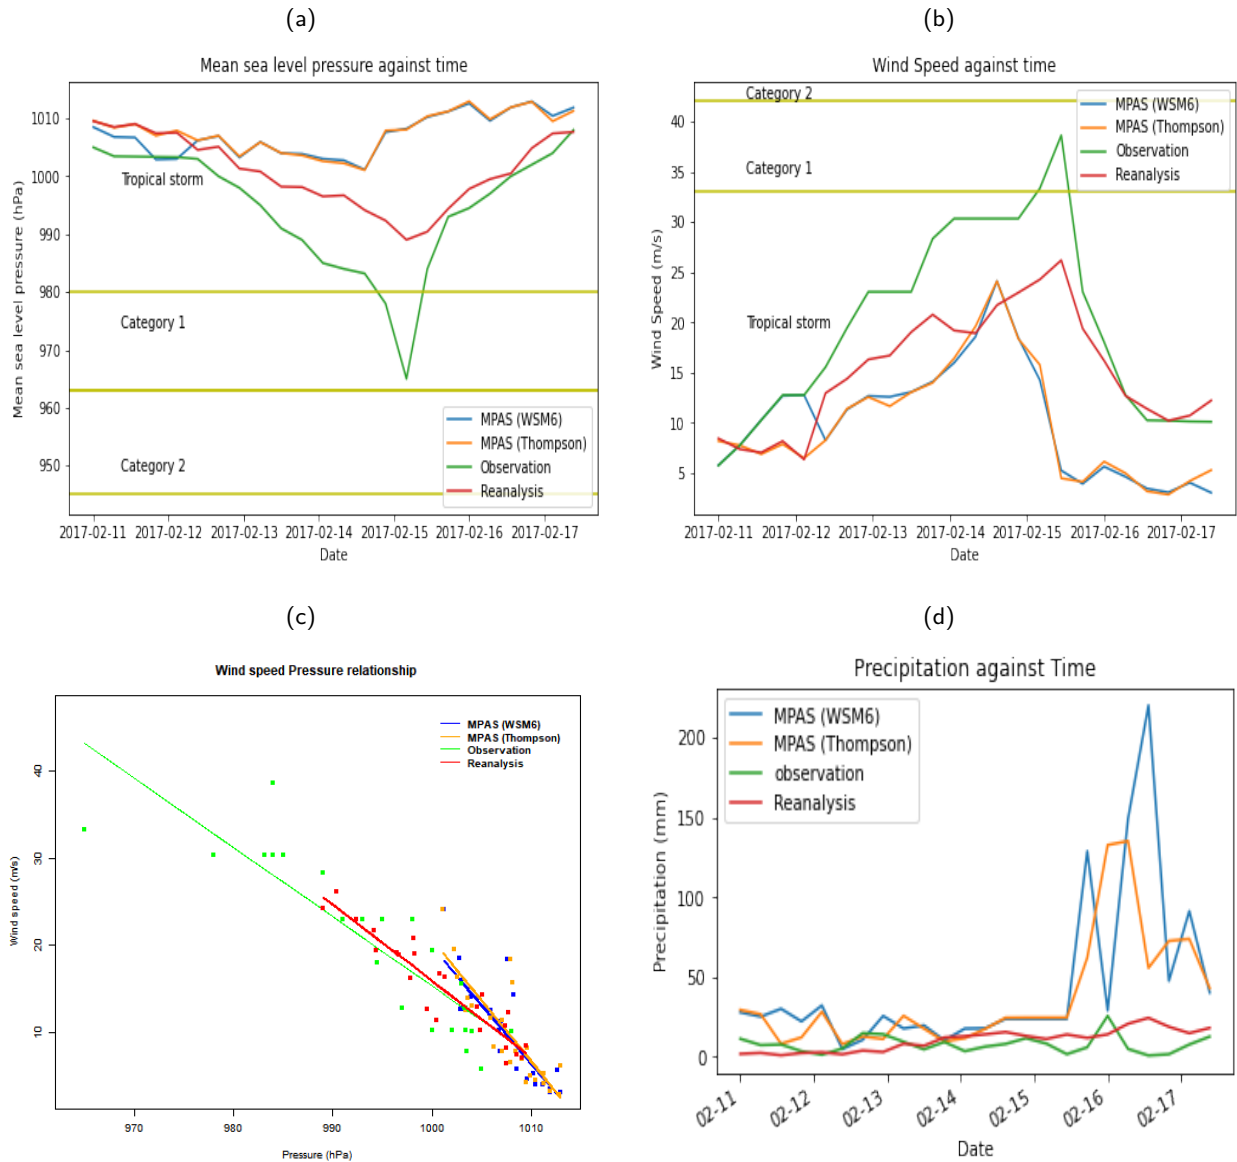 (a)
Mean sea level pressure against time
Mean sea level pressure (hPa)
1010
1000
990
980
970
960
950
Tropical storm
Category 1
Category 2
MPAS (WSM6)
MPAS (Thompson)
Observation
Reanalysis
2017-02-11 2017-02-12 2017-02-13 2017-02-14 2017-02-15 2017-02-16 2017-02-17
Date
(b)
Wind Speed against time
Wind Speed (m/s)
40
35
30
25
20
15
10
5
Category 2
Category 1
Tropical storm
MPAS (WSM6)
MPAS (Thompson)
Observation
Reanalysis
2017-02-11 2017-02-12 2017-02-13 2017-02-14 2017-02-15 2017-02-16 2017-02-17
Date
(c)
Wind speed Pressure relationship
Wind speed (m/s)
40
30
20
10
MPAS (WSM6)
MPAS (Thompson)
Observation
Reanalysis
970 980 990 1000 1010
Pressure (hPa)
(d)
Precipitation against Time
Precipitation (mm)
200
150
100
50
0
MPAS (WSM6)
MPAS (Thompson)
observation
Reanalysis
02-11 02-12 02-13 02-14 02-15 02-16 02-17
Date